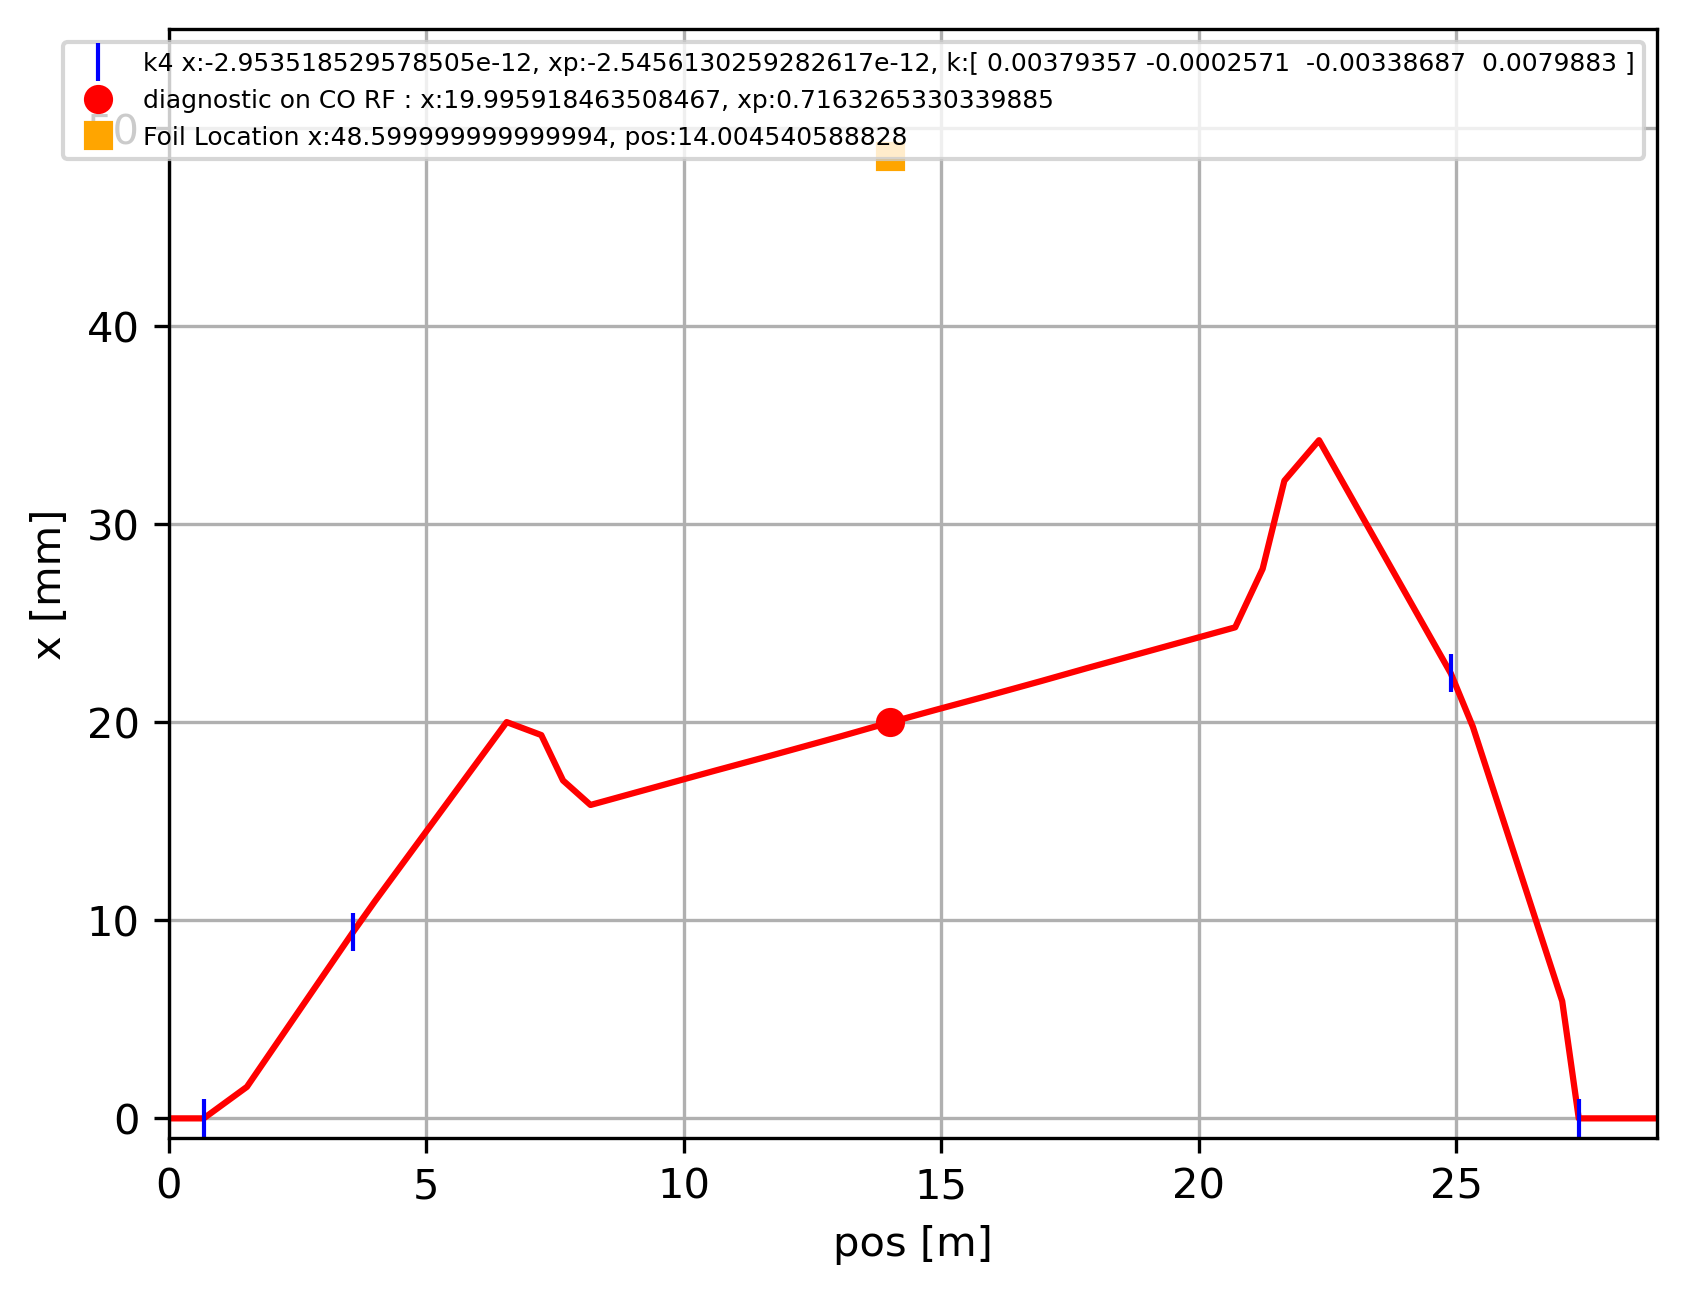 k4 x:-2.953518529578505e-12, xp:-2.5456130259282617e-12, k:[ 0.00379357 -0.0002571  -0.00338687  0.0079883 ]
diagnostic on CO RF : x:19.995918463508467, xp:0.7163265330339885
Foil Location x:48.599999999999994, pos:14.004540588828
50
40
30
20
10
0
x [mm]
0 5 10 15 20 25
pos [m]